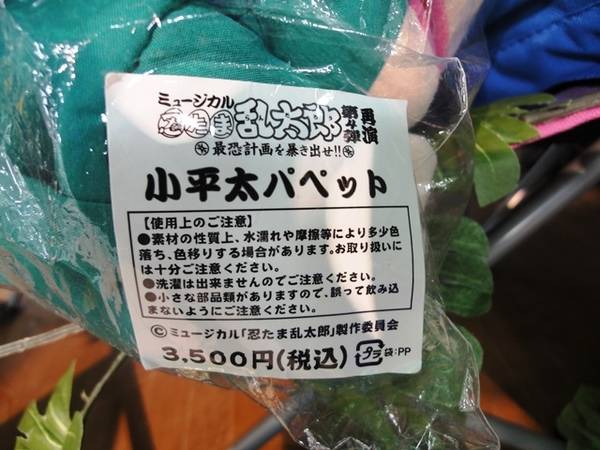 ミュージカル
忍たま乱太郎 第4弾 再演
最恐計画を暴き出せ!!
小平太パペット
【使用上のご注意】
●素材の性質上、水濡れや摩擦等により多少色
落ち、色移りする場合があります。お取り扱いに
は十分ご注意ください。
●洗濯は出来ませんのでご注意ください。
●小さな部品類がありますので、誤って飲み込
まないようにご注意ください。
©ミュージカル「忍たま乱太郎」製作委員会
3,500円(税込) プラ 袋:PP